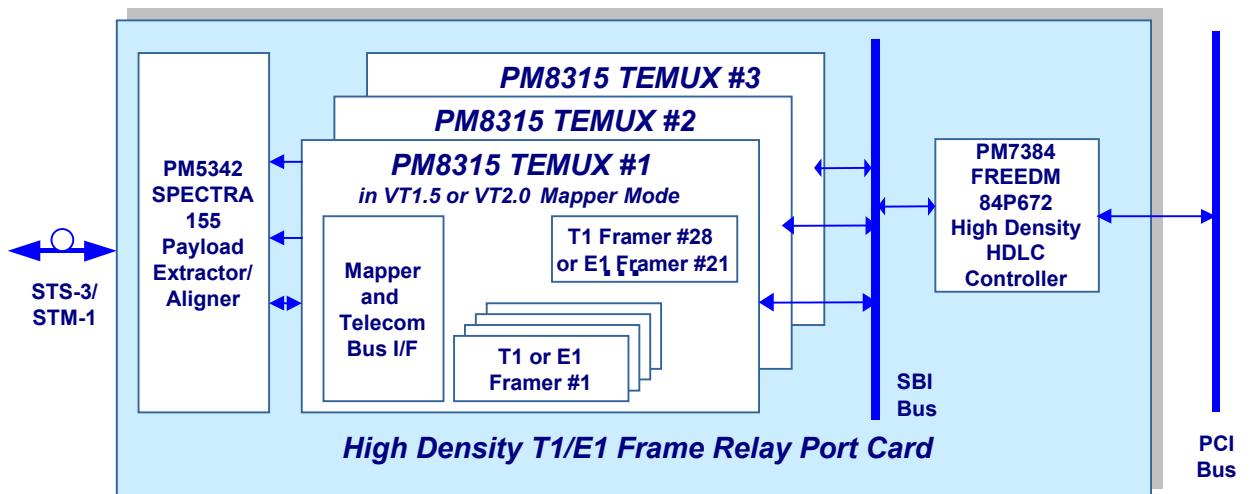 PM8315 TEMUX #3
PM8315 TEMUX #2
PM8315 TEMUX #1
in VT1.5 or VT2.0 Mapper Mode
PM5342
SPECTRA
155
Payload
Extractor/
Aligner
STS-3/
STM-1
Mapper
and
Telecom
Bus I/F
T1 Framer #28
or E1 Framer #21
...
T1 or E1
Framer #1
SBI
Bus
PM7384
FREEDM
84P672
High Density
HDLC
Controller
PCI
Bus
High Density T1/E1 Frame Relay Port Card